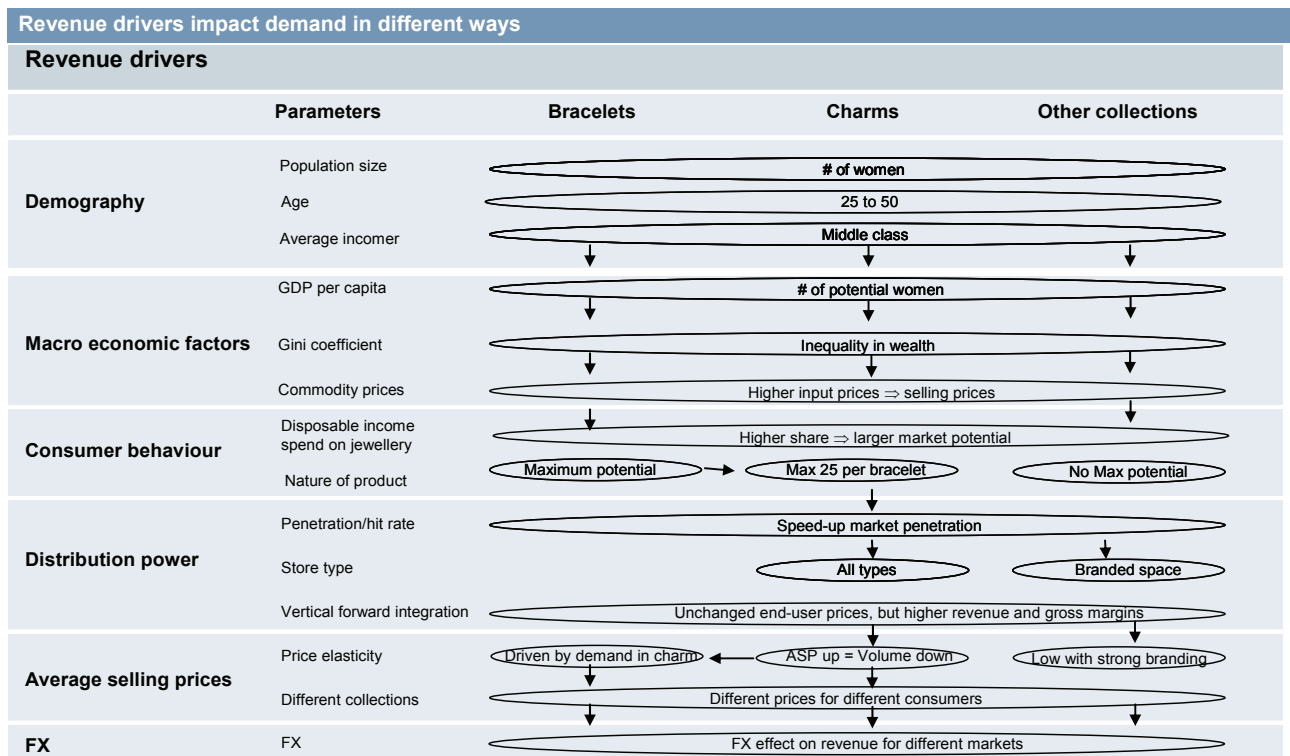 Revenue drivers impact demand in different ways
Revenue drivers
Parameters Bracelets Charms Other collections
Demography
Population size # of women
Age 25 to 50
Average incomer Middle class
Macro economic factors
GDP per capita # of potential women
Gini coefficient Inequality in wealth
Commodity prices Higher input prices ⇒ selling prices
Consumer behaviour
Disposable income
spend on jewellery Higher share ⇒ larger market potential
Nature of product Maximum potential Max 25 per bracelet No Max potential
Distribution power
Penetration/hit rate Speed-up market penetration
Store type All types Branded space
Vertical forward integration Unchanged end-user prices, but higher revenue and gross margins
Average selling prices
Price elasticity Driven by demand in charm ASP up = Volume down Low with strong branding
Different collections Different prices for different consumers
FX FX FX effect on revenue for different markets